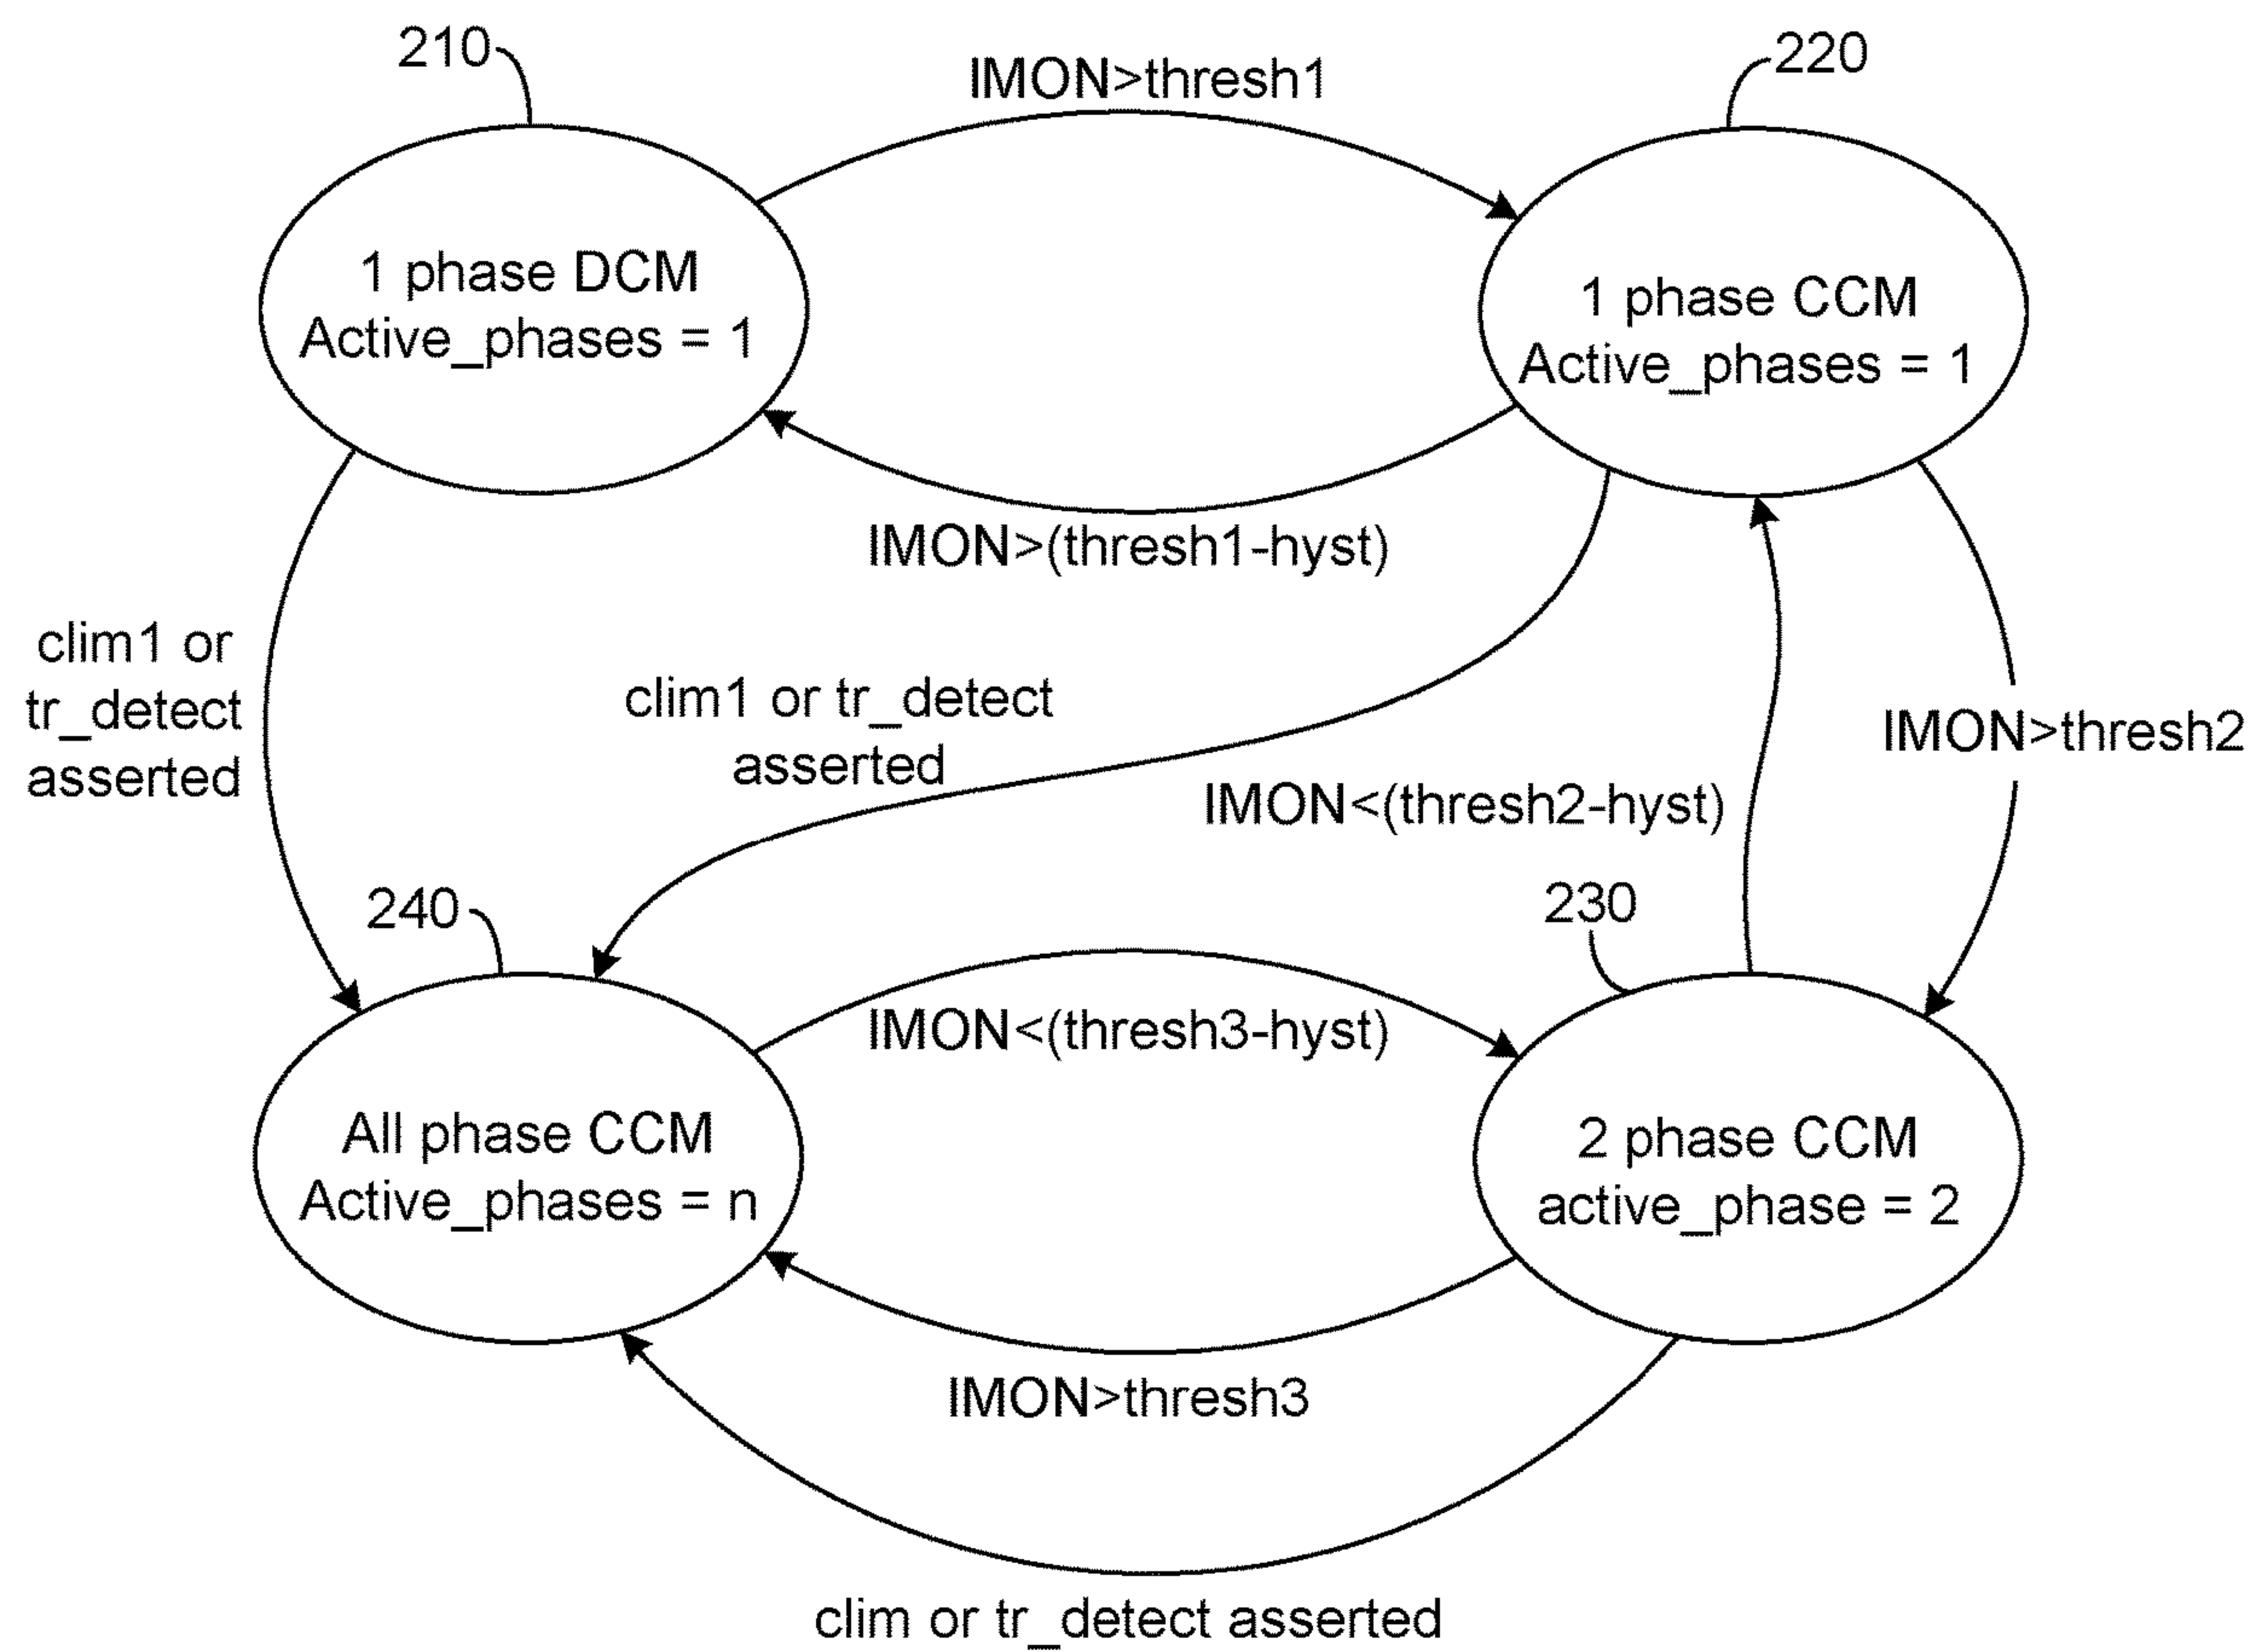 210
IMON>thresh1
220
1 phase DCM
Active_phases = 1
1 phase CCM
Active_phases = 1
IMON>(thresh1-hyst)
clim1 or
tr_detect
asserted
clim1 or tr_detect
asserted
IMON>thresh2
IMON<(thresh2-hyst)
240
230
IMON<(thresh3-hyst)
All phase CCM
Active_phases = n
2 phase CCM
active_phase = 2
IMON>thresh3
clim or tr_detect asserted